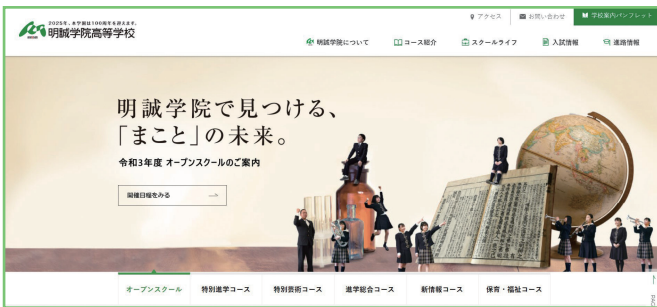 2025年、本学園は100周年を迎えます。
明誠学院高等学校
アクセス
お問い合わせ
学校案内パンフレット
明誠学院について
コース紹介
スクールライフ
入試情報
進路情報
明誠学院で見つける、
「まこと」の未来。
令和3年度 オープンスクールのご案内
開催日程をみる
オープンスクール
特別進学コース
特別芸術コース
進学総合コース
新情報コース
保育・福祉コース